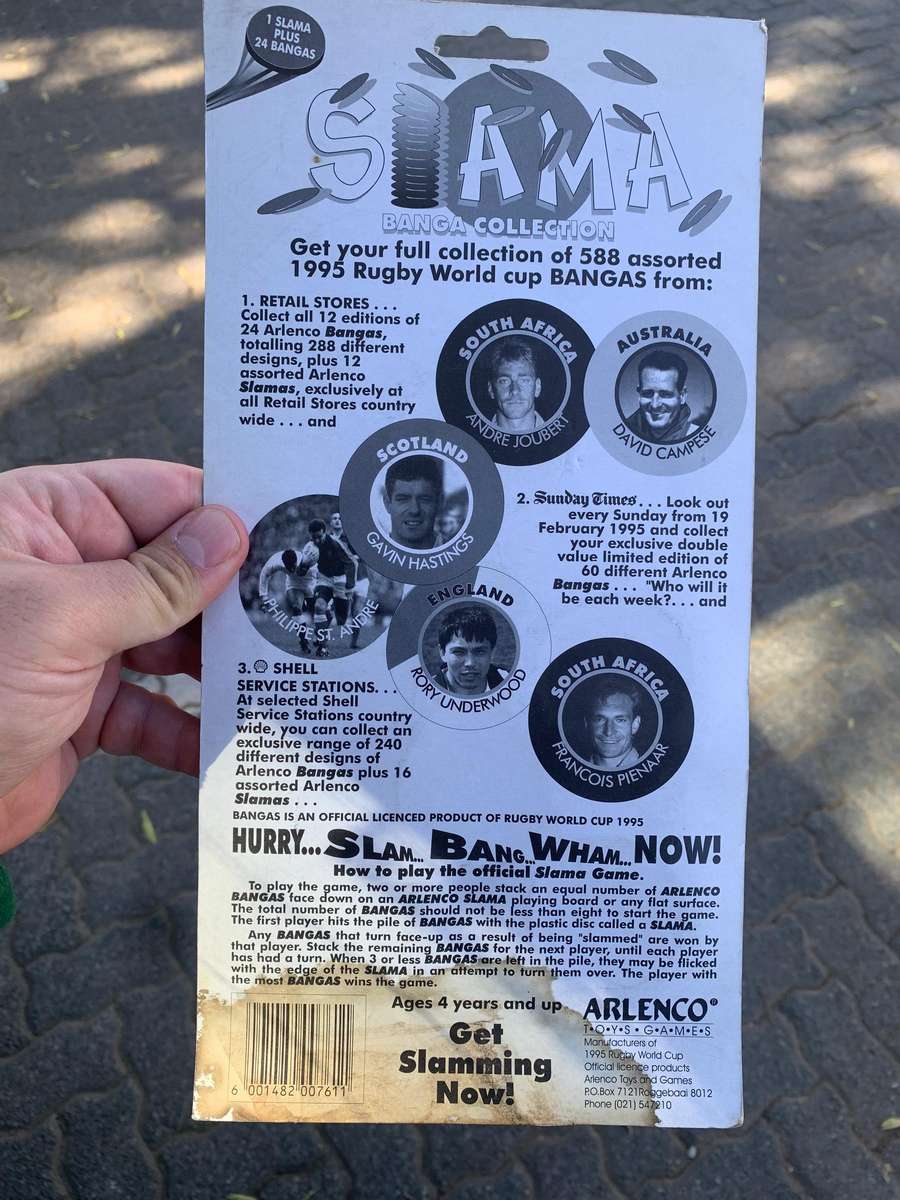 1 SLAMA
PLUS
24 BANGAS
SLAMA
BANGA COLLECTION
Get your full collection of 588 assorted
1995 Rugby World cup BANGAS from:
1. RETAIL STORES . . .
Collect all 12 editions of
24 Arlenco Bangas,
totalling 288 different
designs, plus 12
assorted Arlenco
Slamas, exclusively at
all Retail Stores country
wide . . . and
SOUTH AFRICA
ANDRE JOUBERT
AUSTRALIA
DAVID CAMPESE
SCOTLAND
GAVIN HASTINGS
PHILIPPE ST. ANDRE
2. Sunday Times . . . Look out
every Sunday from 19
February 1995 and collect
your exclusive double
value limited edition of
60 different Arlenco
Bangas . . . "Who will it
be each week?. . . and
ENGLAND
RORY UNDERWOOD
SOUTH AFRICA
FRANCOIS PIENAAR
3. SHELL
SERVICE STATIONS. . .
At selected Shell
Service Stations country
wide, you can collect an
exclusive range of 240
different designs of
Arlenco Bangas plus 16
assorted Arlenco
Slamas . . .
BANGAS IS AN OFFICIAL LICENCED PRODUCT OF RUGBY WORLD CUP 1995
HURRY... SLAM... BANG...WHAM... NOW!
How to play the official Slama Game.
To play the game, two or more people stack an equal number of ARLENCO
BANGAS face down on an ARLENCO SLAMA playing board or any flat surface.
The total number of BANGAS should not be less than eight to start the game.
The first player hits the pile of BANGAS with the plastic disc called a SLAMA.
Any BANGAS that turn face-up as a result of being "slammed" are won by
that player. Stack the remaining BANGAS for the next player, until each player
has had a turn. When 3 or less BANGAS are left in the pile, they may be flicked
with the edge of the SLAMA in an attempt to turn them over. The player with
the most BANGAS wins the game.
Ages 4 years and up
Get
Slamming
Now!
6 001482 007611
ARLENCO®
T•O•Y•S • G•A•M•E•S
Manufacturers of
1995 Rugby World Cup
Official licence products
Arlenco Toys and Games
P.O.Box 7121Roggebaai 8012
Phone (021) 547210